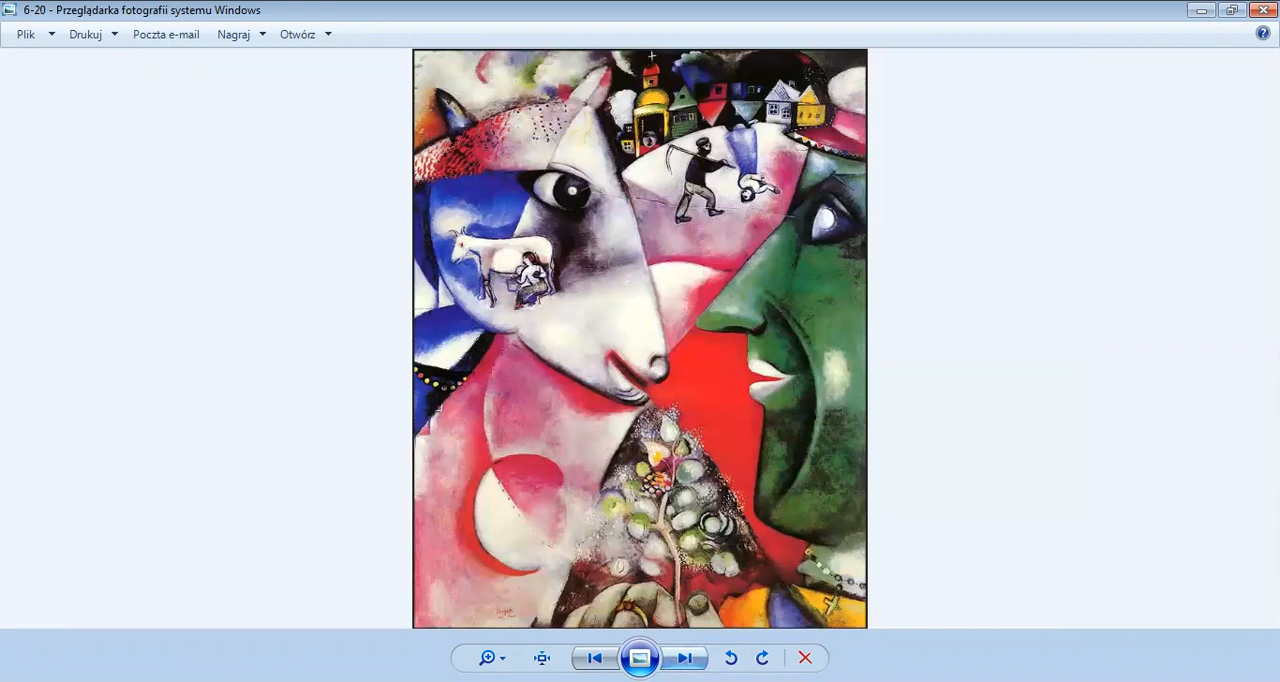 6-20 - Przeglądarka fotografii systemu Windows
Plik Drukuj Poczta e-mail Nagraj Otwórz